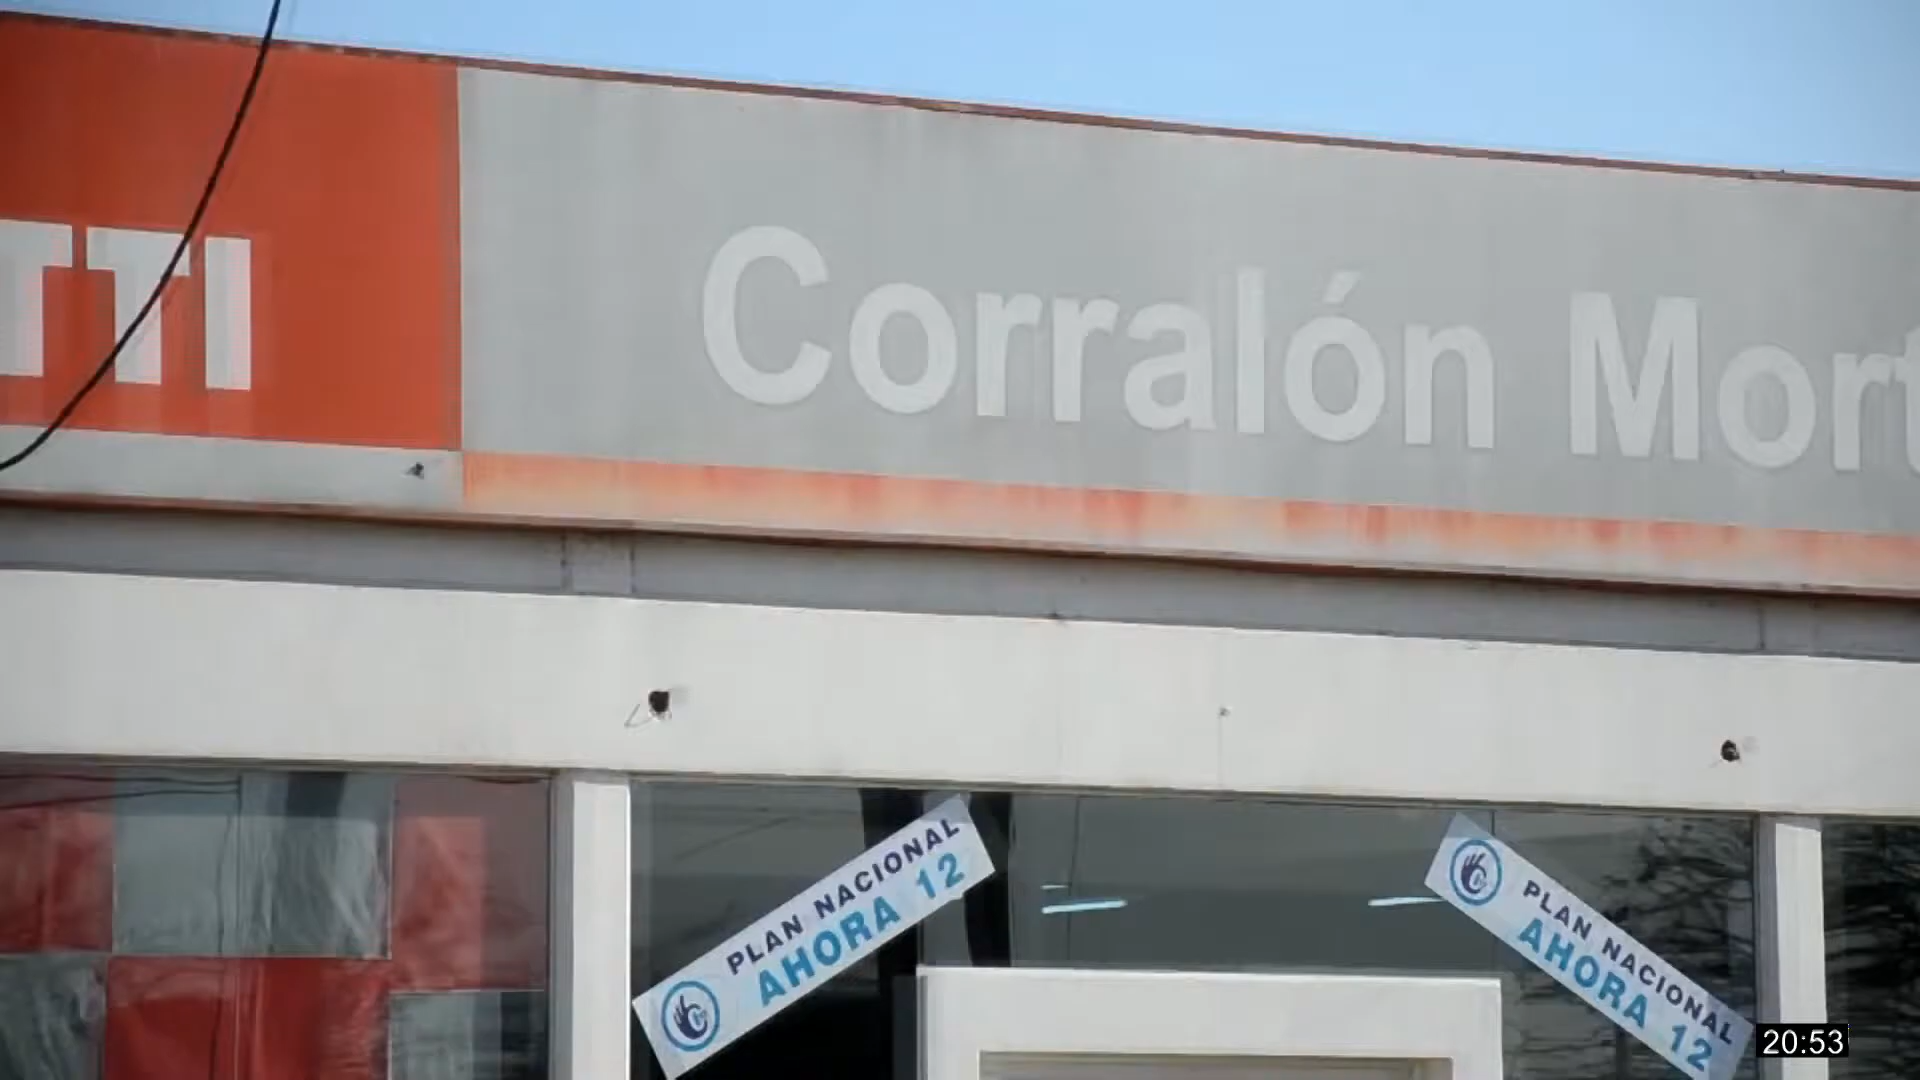 TTI
Corralón Mort
PLAN NACIONAL
AHORA 12
PLAN NACIONAL
AHORA 12
20:53